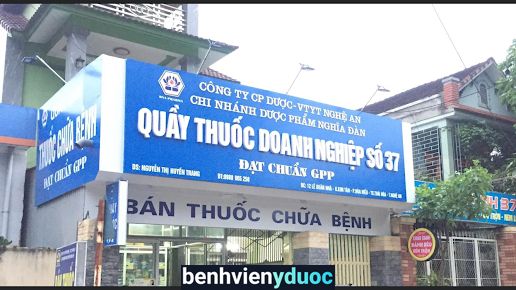 CÔNG TY CP DƯỢC-VTYT NGHỆ AN
CHI NHÁNH DƯỢC PHẨM NGHĨA ĐÀN
QUẦY THUỐC DOANH NGHIỆP SỐ 37
ĐẠT CHUẨN GPP
DS: NGUYỄN THỊ HUYỀN TRANG
THUỐC CHỮA BỆNH
ĐẠT CHUẨN GPP
BÁN THUỐC CHỮA BỆNH
benhvienyduoc